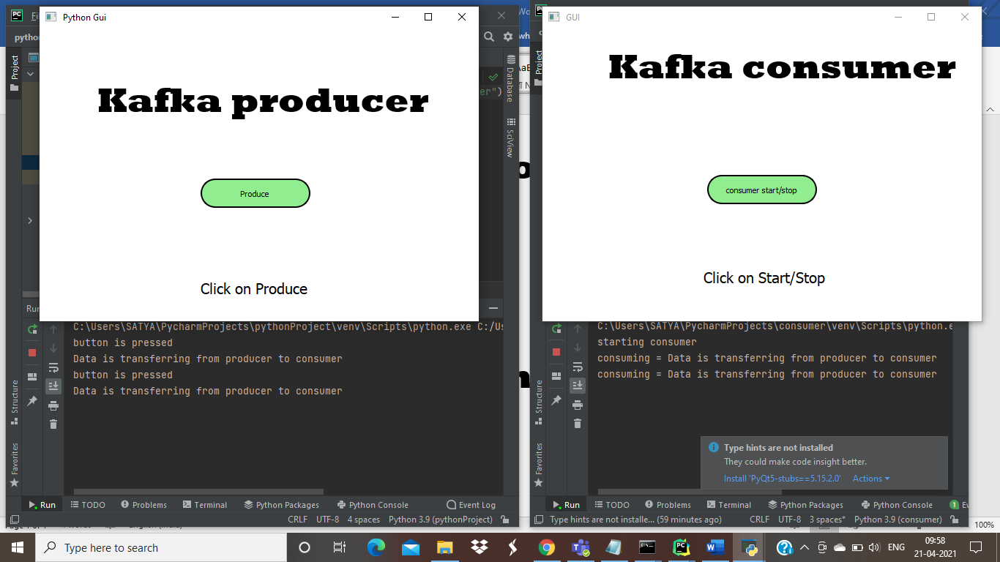 Python Gui
Kafka producer
Produce
Click on Produce
GUI
Kafka consumer
consumer start/stop
Click on Start/Stop
Project
Structure
Favorites
Database
SciView
Run
C:\Users\SATYA\PycharmProjects\pythonProject\venv\Scripts\python.exe C:/Us
button is pressed
Data is transferring from producer to consumer
button is pressed
Data is transferring from producer to consumer
Run
TODO
Problems
Terminal
Python Packages
Python Console
Event Log
CRLF UTF-8 4 spaces Python 3.9 (pythonProject)
Project
Structure
Favorites
C:\Users\SATYA\PycharmProjects\consumer\venv\Scripts\python.e
starting consumer
consuming = Data is transferring from producer to consumer
consuming = Data is transferring from producer to consumer
Type hints are not installed
They could make code insight better.
Install 'PyQt5-stubs==5.15.2.0' Actions
Run
TODO
Problems
Terminal
Python Packages
Python Console
1 Ev
Type hints are not installe... (59 minutes ago) CRLF UTF-8 3 spaces* Python 3.9 (consumer)
100%
Type here to search
ENG
09:58
21-04-2021